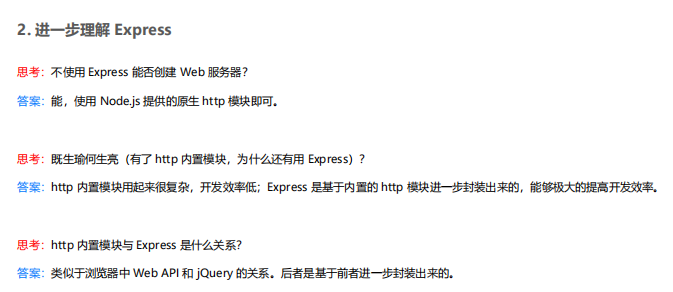 2. 进一步理解 Express
思考：不使用 Express 能否创建 Web 服务器？
答案：能，使用 Node.js 提供的原生 http 模块即可。
思考：既生瑜何生亮（有了 http 内置模块，为什么还有用 Express）？
答案：http 内置模块用起来很复杂，开发效率低；Express 是基于内置的 http 模块进一步封装出来的，能够极大的提高开发效率。
思考：http 内置模块与 Express 是什么关系？
答案：类似于浏览器中 Web API 和 jQuery 的关系。后者是基于前者进一步封装出来的。